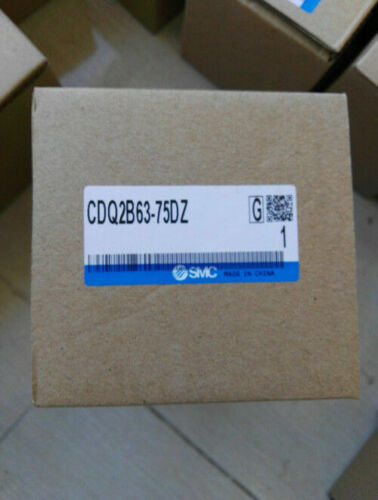 CDQ2B63-75DZ G
1
SMC MADE IN CHINA